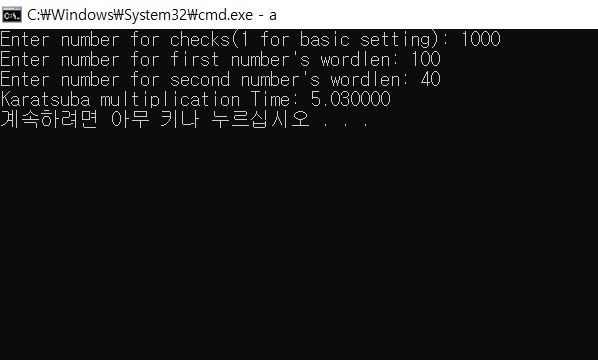 C:₩Windows₩System32₩cmd.exe - a
Enter number for checks(1 for basic setting): 1000
Enter number for first number's wordlen: 100
Enter number for second number's wordlen: 40
Karatsuba multiplication Time: 5.030000
계속하려면 아무 키나 누르십시오 . . .